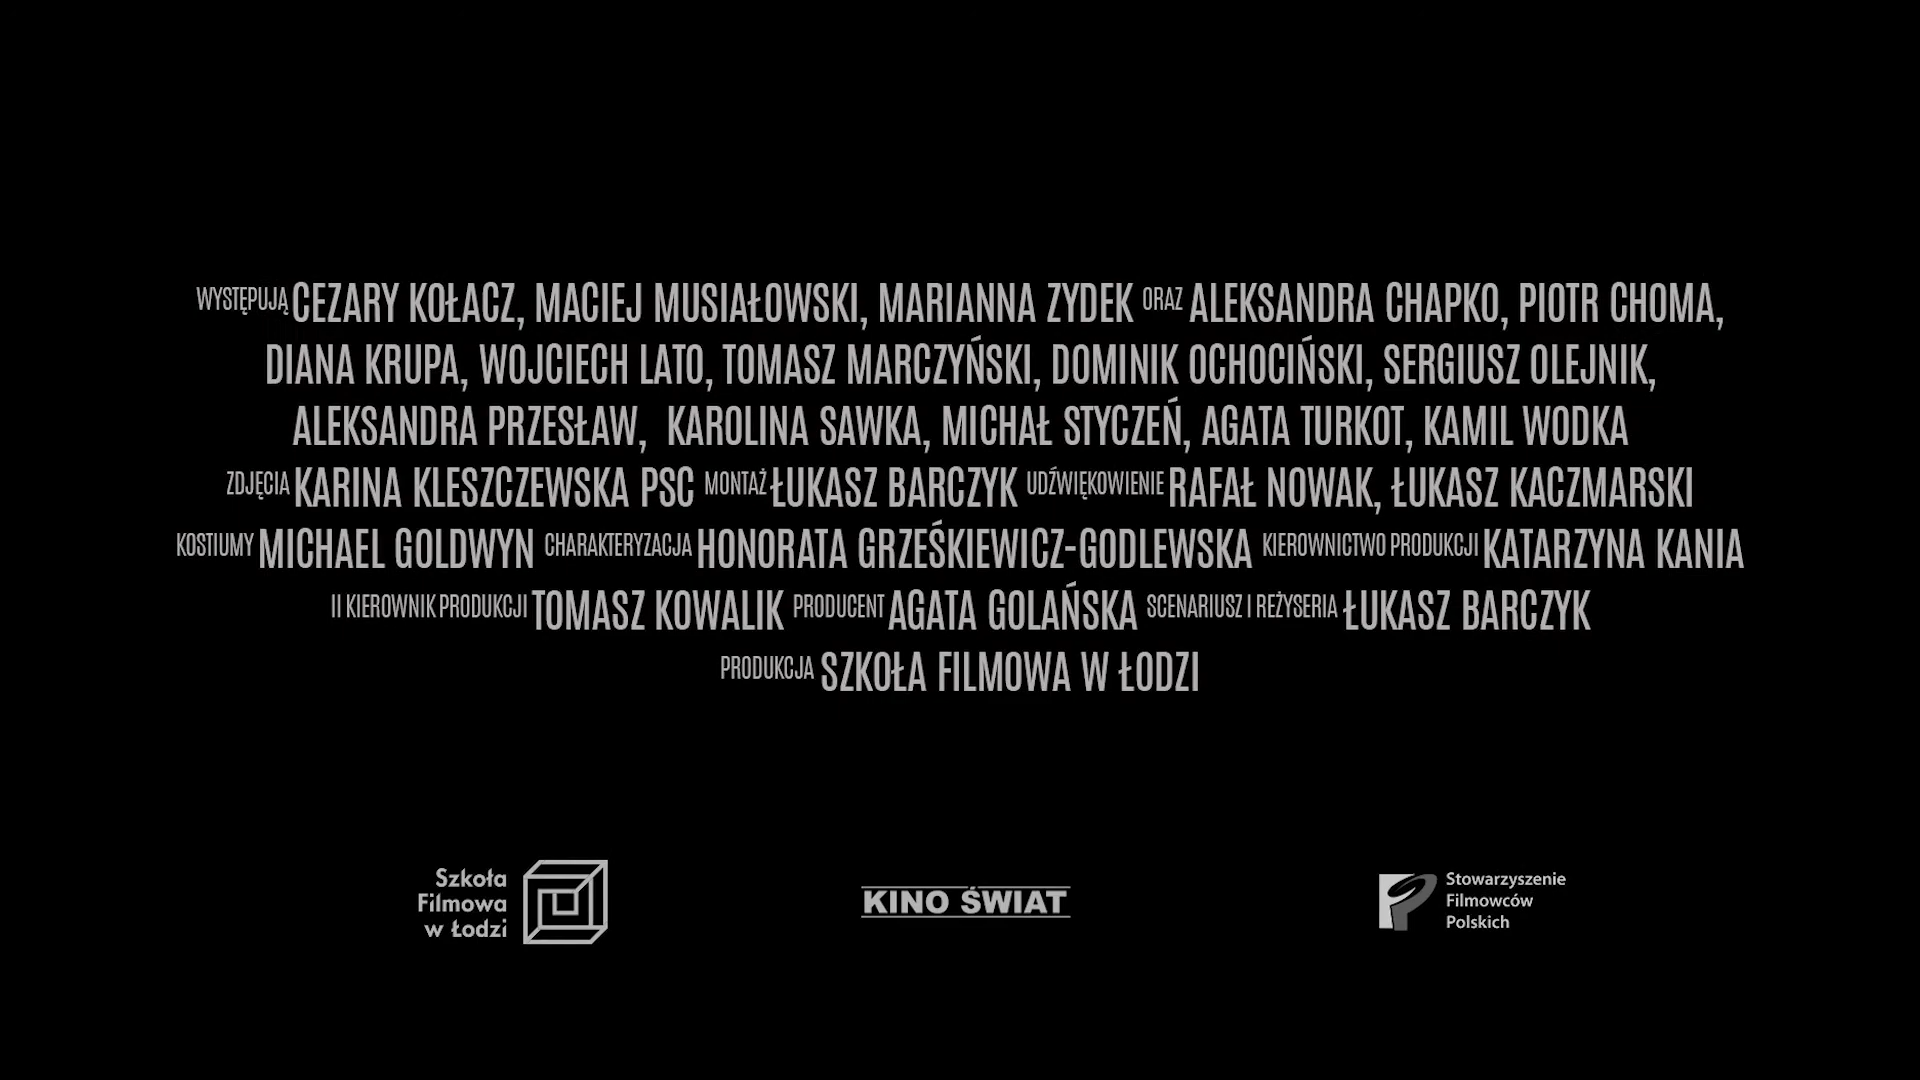 WYSTĘPUJĄ CEZARY KOŁACZ, MACIEJ MUSIAŁOWSKI, MARIANNA ZYDEK ORAZ ALEKSANDRA CHAPKO, PIOTR CHOMA,
DIANA KRUPA, WOJCIECH LATO, TOMASZ MARCZYŃSKI, DOMINIK OCHOCIŃSKI, SERGIUSZ OLEJNIK,
ALEKSANDRA PRZESŁAW, KAROLINA SAWKA, MICHAŁ STYCZEŃ, AGATA TURKOT, KAMIL WODKA
ZDJĘCIA KARINA KLESZCZEWSKA PSC MONTAŻ ŁUKASZ BARCZYK UDŹWIĘKOWIENIE RAFAŁ NOWAK, ŁUKASZ KACZMARSKI
KOSTIUMY MICHAEL GOLDWYN CHARAKTERYZACJA HONORATA GRZEŚKIEWICZ-GODLEWSKA KIEROWNICTWO PRODUKCJI KATARZYNA KANIA
II KIEROWNIK PRODUKCJI TOMASZ KOWALIK PRODUCENT AGATA GOLAŃSKA SCENARIUSZ I REŻYSERIA ŁUKASZ BARCZYK
PRODUKCJA SZKOŁA FILMOWA W ŁODZI
Szkoła
Filmowa
w Łodzi
KINO ŚWIAT
Stowarzyszenie
Filmowców
Polskich